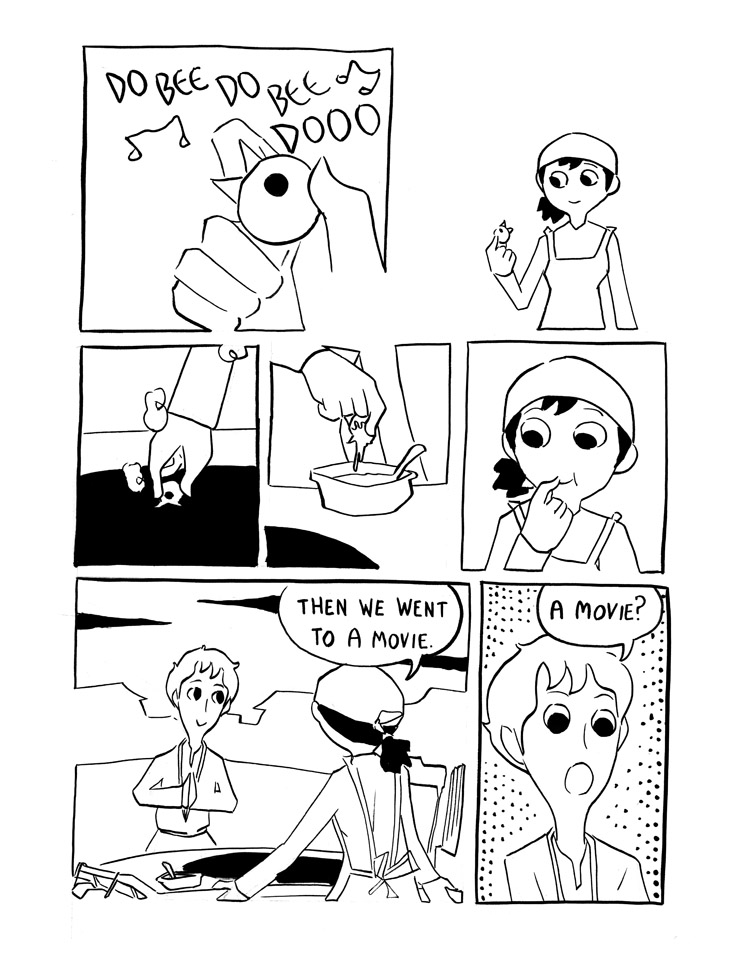 DO BEE DO BEE
DOOO
THEN WE WENT
TO A MOVIE.
A MOVIE?